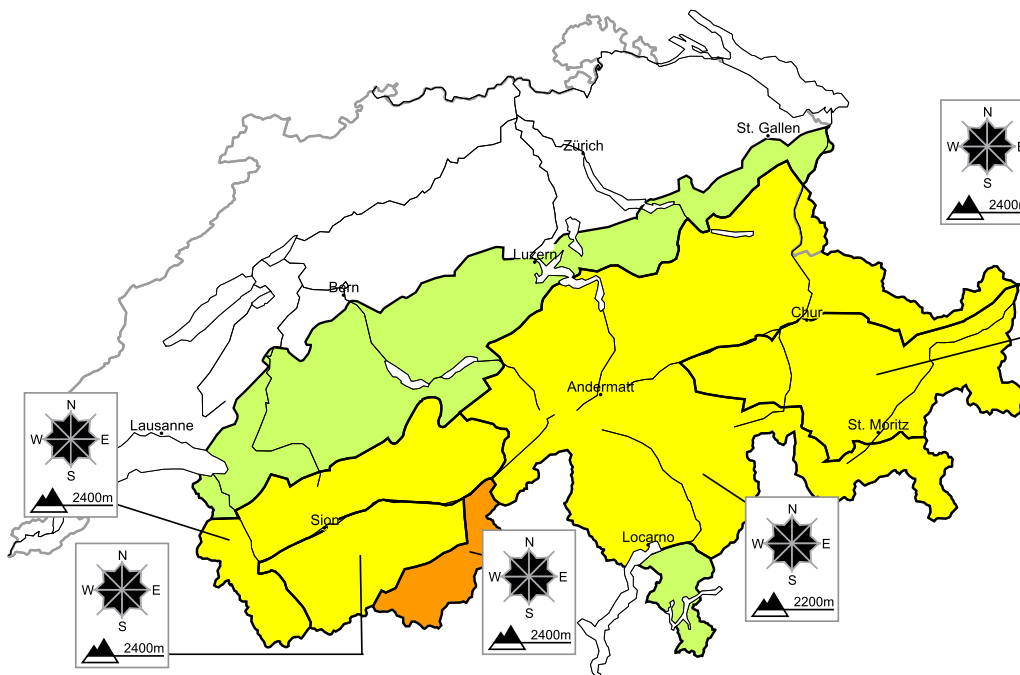 St. Gallen
Zürich
N
W
E
S
2400m
Luzern
Bern
Chur
Andermatt
N
W
E
S
2400m
Lausanne
St. Moritz
Sion
Locarno
N
W
E
S
2200m
N
W
E
S
2400m
N
W
E
S
2400m